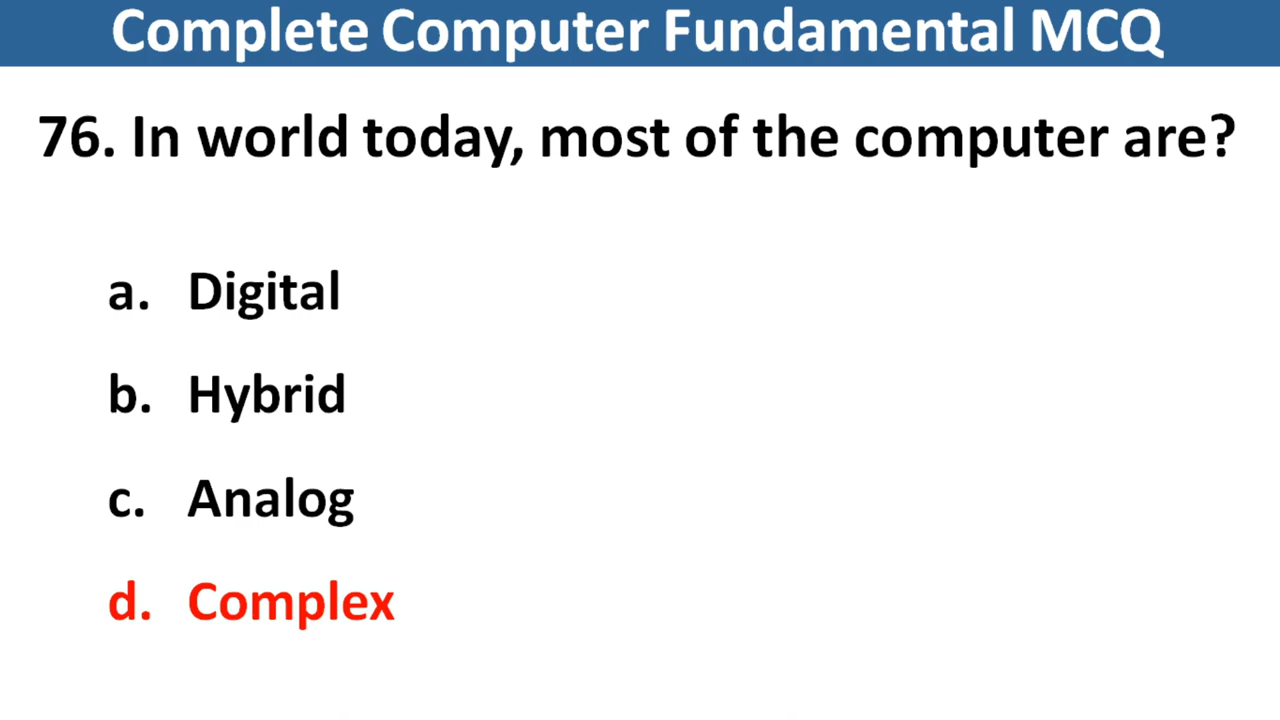 Complete Computer Fundamental MCQ
76. In world today, most of the computer are?
a. Digital
b. Hybrid
c. Analog
d. Complex